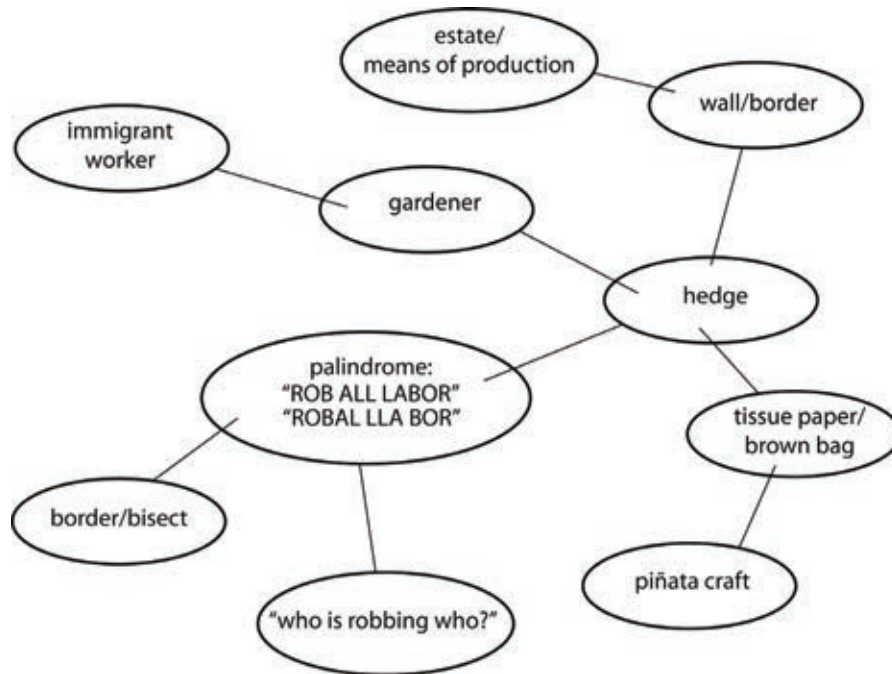 estate/
means of production
wall/border
immigrant
worker
gardener
hedge
palindrome:
“ROB ALL LABOR”
“ROBAL LLA BOR”
tissue paper/
brown bag
border/bisect
piñata craft
“who is robbing who?”